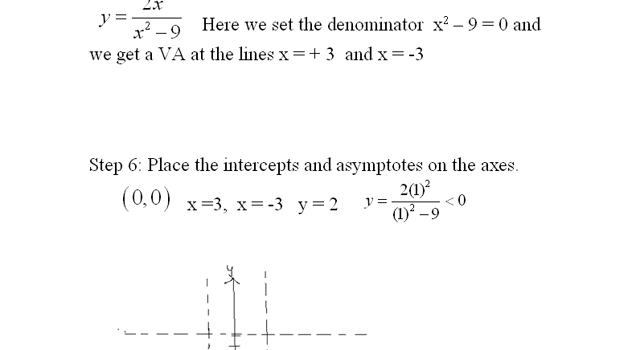 y = 2x / x² – 9 Here we set the denominator x² – 9 = 0 and
we get a VA at the lines x = + 3 and x = -3
Step 6: Place the intercepts and asymptotes on the axes.
(0,0) x =3, x = -3 y = 2 y = 2(1)² / (1)² – 9 < 0
y